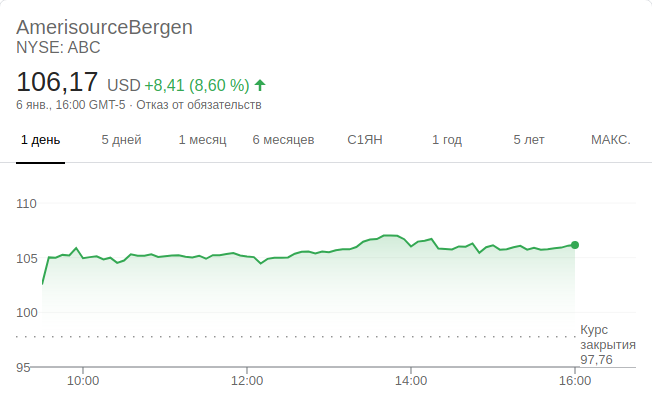 AmerisourceBergen
NYSE: ABC
106,17 USD +8,41 (8,60 %)
6 янв., 16:00 GMT-5 · Отказ от обязательств
1 день 5 дней 1 месяц 6 месяцев С1ЯН 1 год 5 лет МАКС.
110
105
100
Курс
закрытия
97,76
95
10:00 12:00 14:00 16:00